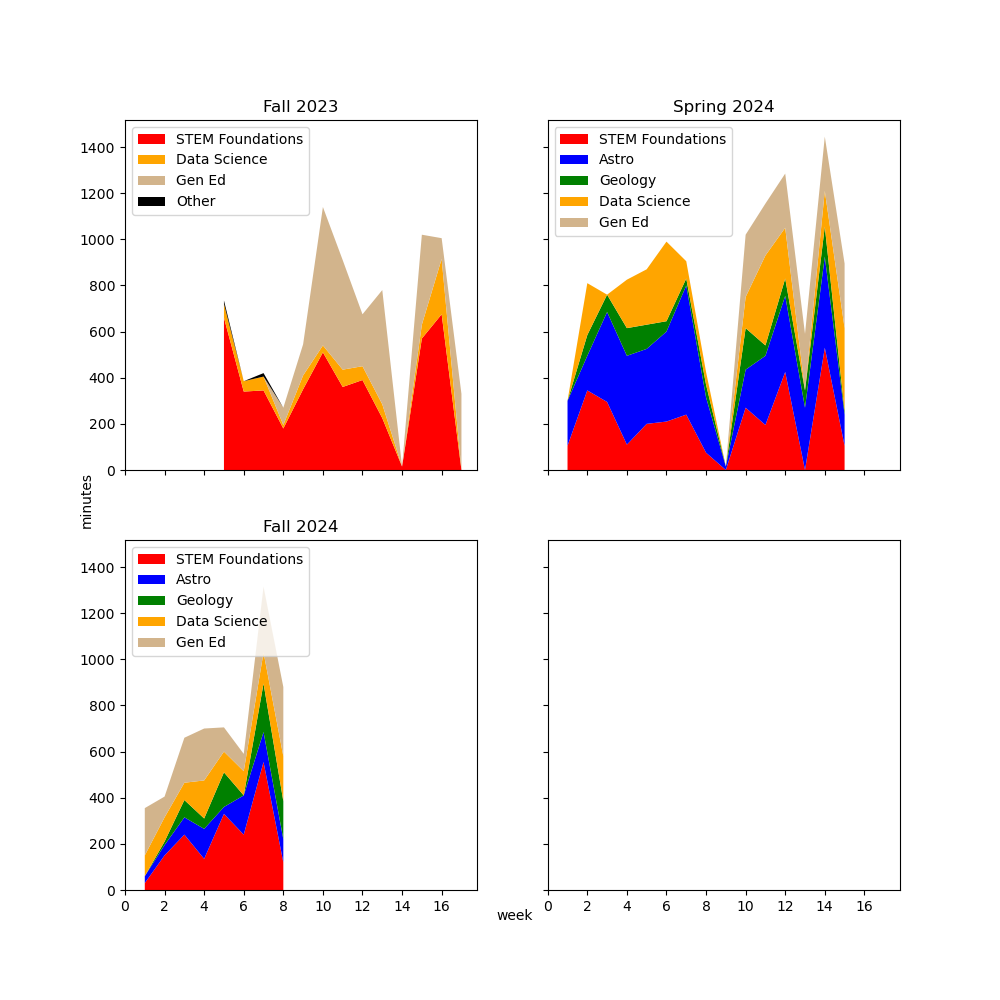 Fall 2023
STEM Foundations
Data Science
Gen Ed
Other
1400
1200
1000
800
600
400
200
0
Spring 2024
STEM Foundations
Astro
Geology
Data Science
Gen Ed
minutes
Fall 2024
STEM Foundations
Astro
Geology
Data Science
Gen Ed
1400
1200
1000
800
600
400
200
0
0 2 4 6 8 10 12 14 16
0 2 4 6 8 10 12 14 16
week